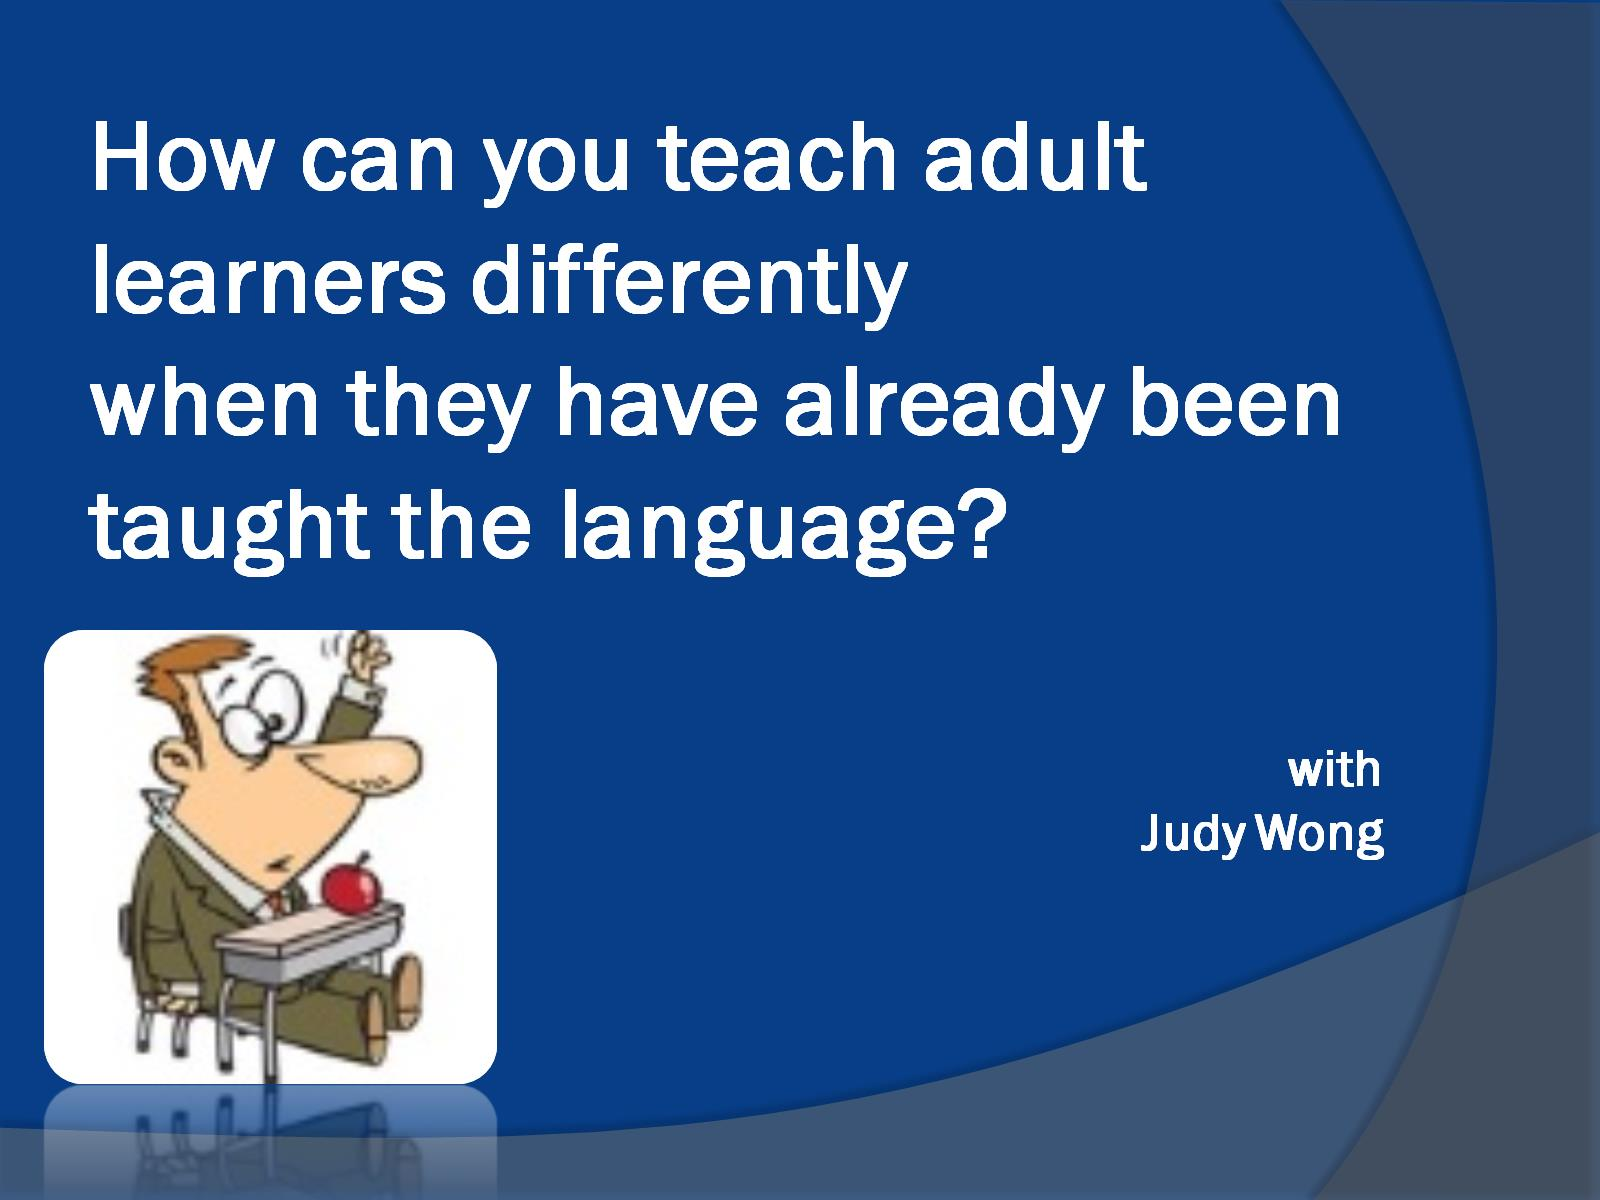 How can you teach adult
learners differently
when they have already been
taught the language?
with
Judy Wong